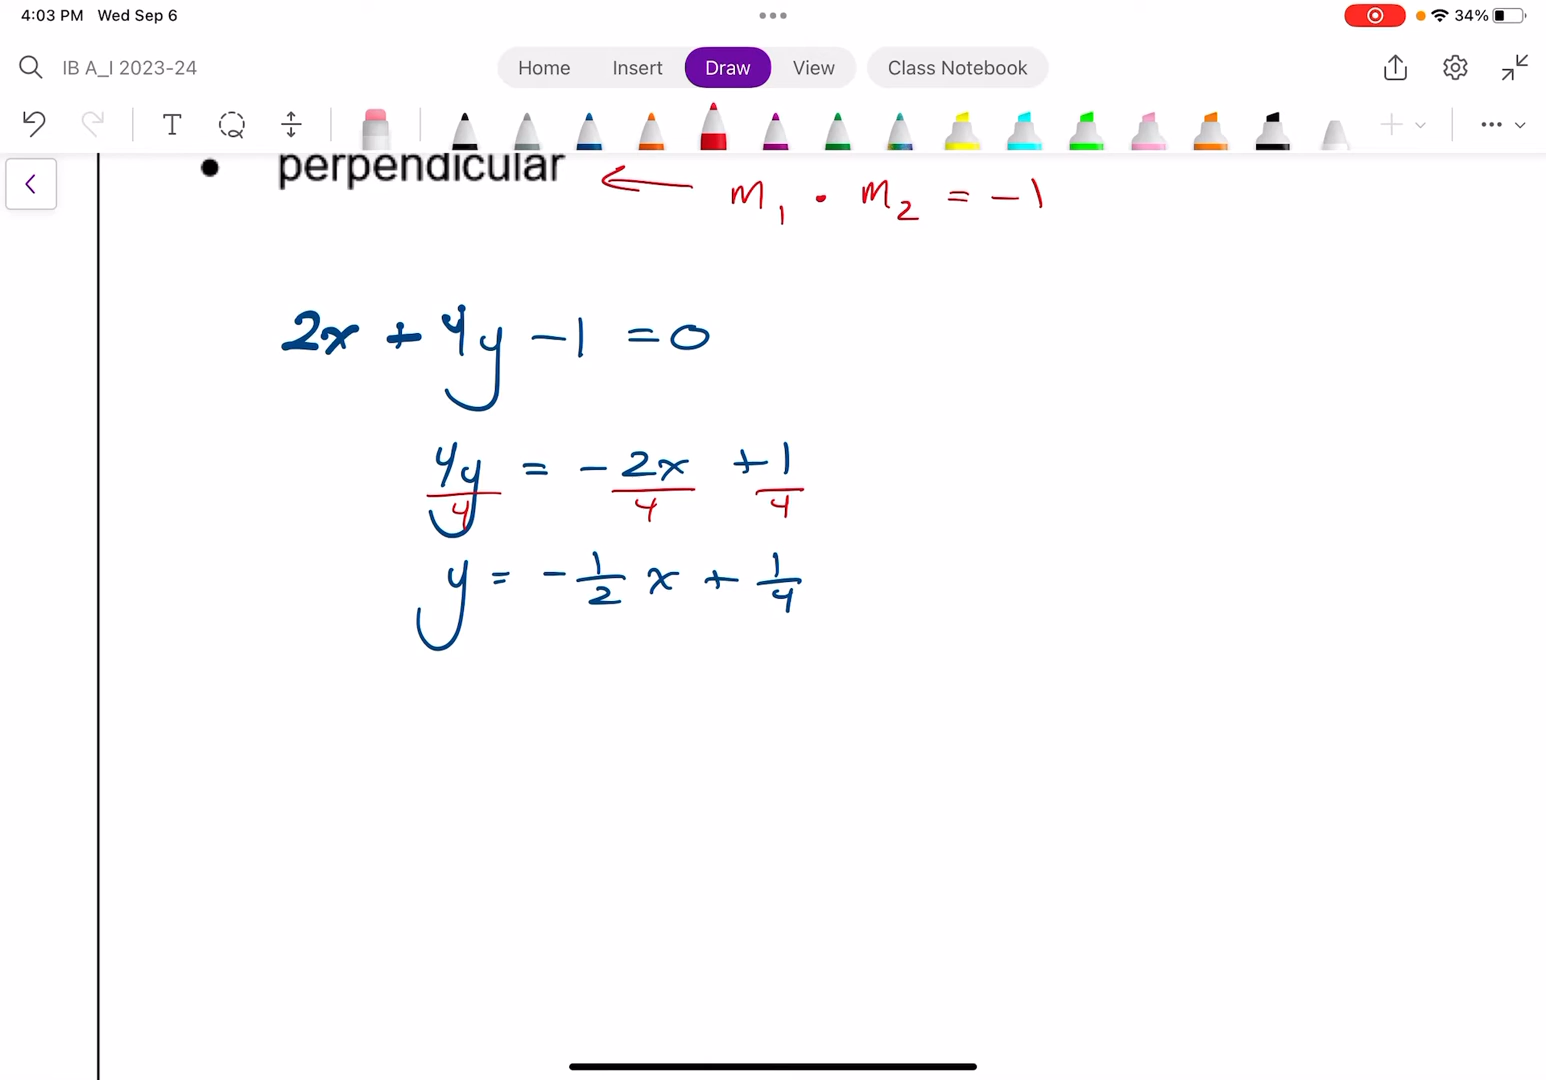 4:03 PM Wed Sep 6
34%
IB A_I 2023-24
Home Insert Draw View Class Notebook
T
• perpendicular ← m₁ · m₂ = -1
2x + 4y - 1 = 0
4y/4 = -2x/4 + 1/4
y = - 1/2 x + 1/4